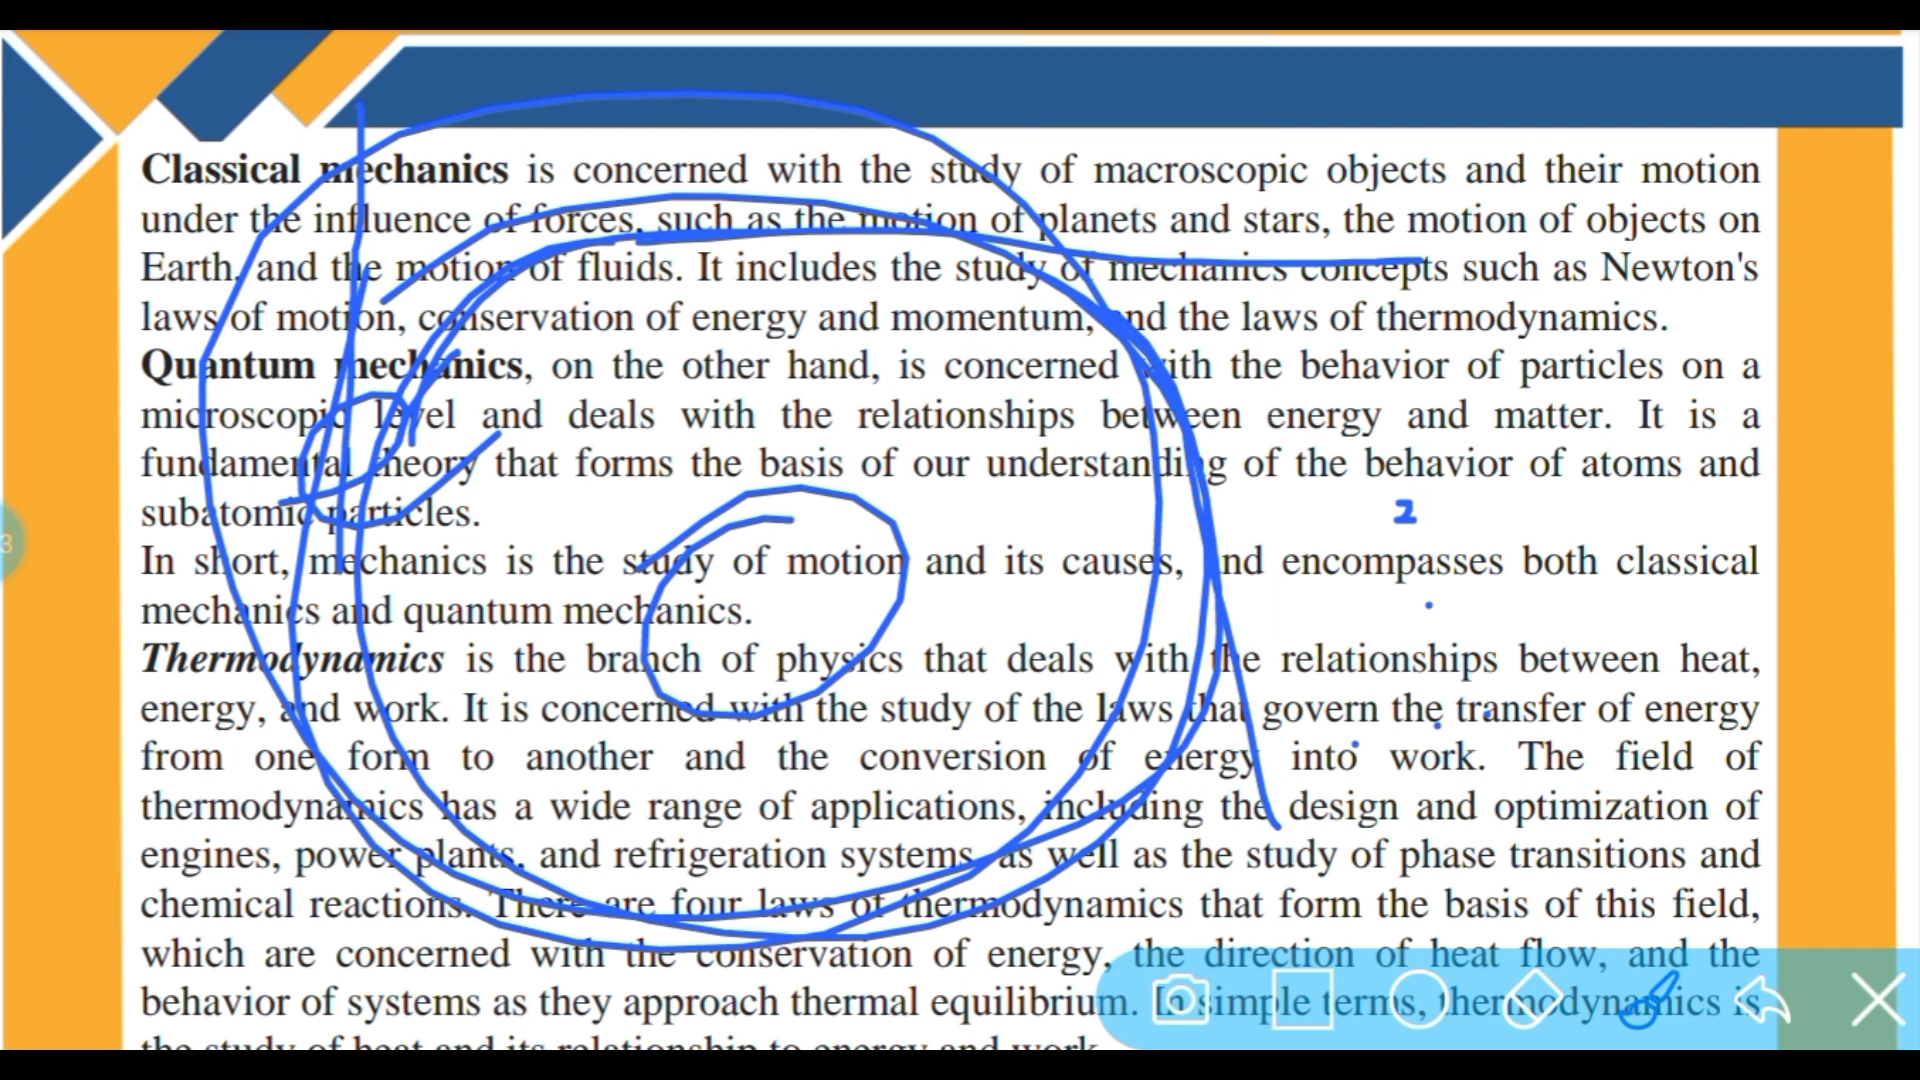 Classical mechanics is concerned with the study of macroscopic objects and their motion
under the influence of forces, such as the motion of planets and stars, the motion of objects on
Earth, and the motion of fluids. It includes the study of mechanics concepts such as Newton's
laws of motion, conservation of energy and momentum, and the laws of thermodynamics.
Quantum mechanics, on the other hand, is concerned with the behavior of particles on a
microscopic level and deals with the relationships between energy and matter. It is a
fundamental theory that forms the basis of our understanding of the behavior of atoms and
subatomic particles.
2
In short, mechanics is the study of motion and its causes, and encompasses both classical
mechanics and quantum mechanics.
Thermodynamics is the branch of physics that deals with the relationships between heat,
energy, and work. It is concerned with the study of the laws that govern the transfer of energy
from one form to another and the conversion of energy into work. The field of
thermodynamics has a wide range of applications, including the design and optimization of
engines, power plants, and refrigeration systems, as well as the study of phase transitions and
chemical reactions. There are four laws of thermodynamics that form the basis of this field,
which are concerned with the conservation of energy, the direction of heat flow, and the
behavior of systems as they approach thermal equilibrium. In simple terms, thermodynamics is
the study of heat and its relationship to energy and work.
3